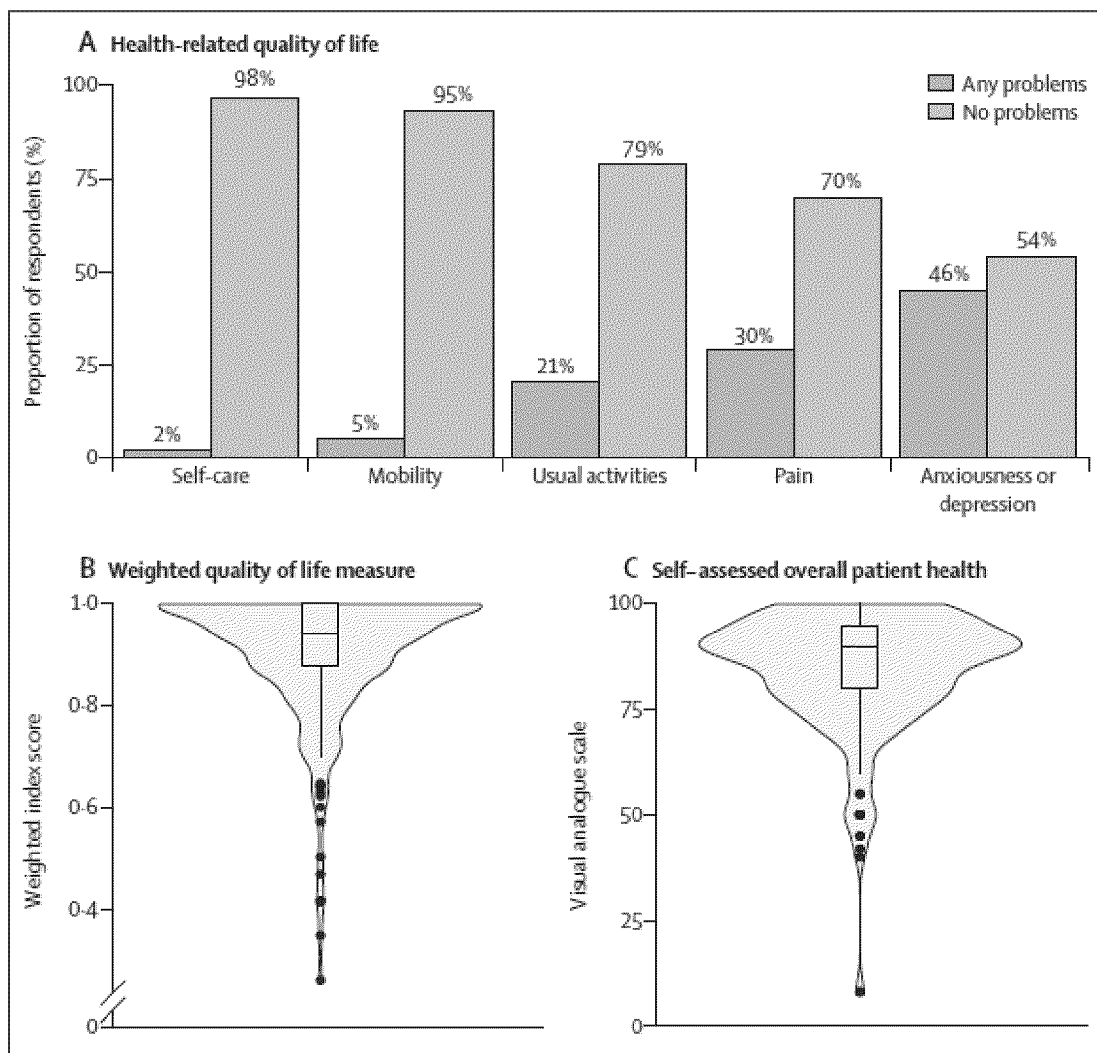 A Health-related quality of life
100
75
50
25
0
Proportion of respondents (%)
98%
95%
79%
70%
54%
2%
5%
21%
30%
46%
Any problems
No problems
Self-care
Mobility
Usual activities
Pain
Anxiousness or
depression
B Weighted quality of life measure
1·0
0·8
0·6
0·4
0
Weighted index score
C Self-assessed overall patient health
100
75
50
25
0
Visual analogue scale